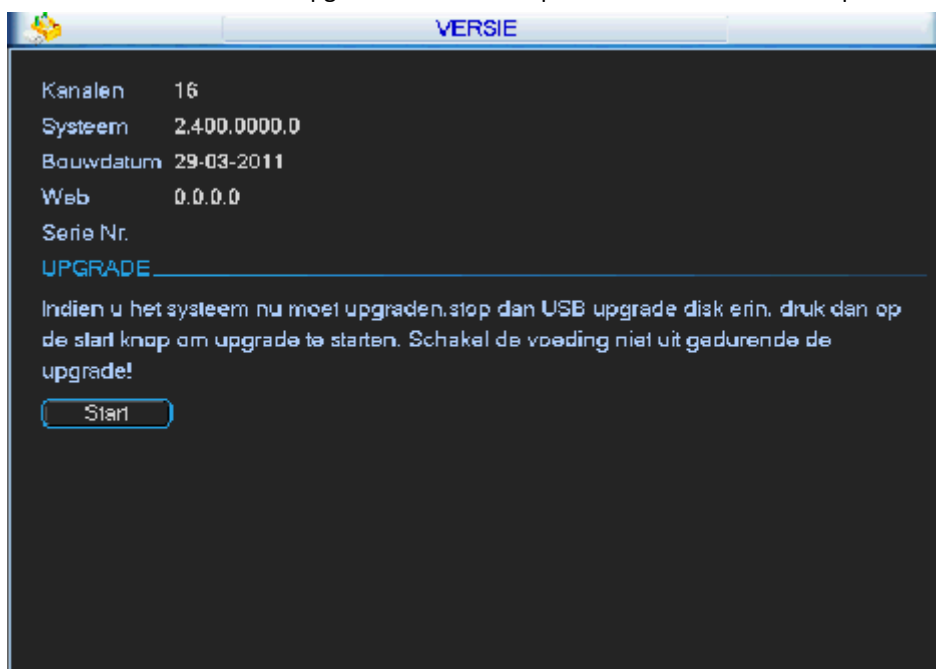 VERSIE
Kanalen 16
Systeem 2.400.0000.0
Bouwdatum 29-03-2011
Web 0.0.0.0
Serie Nr.
UPGRADE
Indien u het systeem nu moet upgraden.stop dan USB upgrade disk erin, druk dan op
de start knop om upgrade te starten. Schakel de voeding niet uit gedurende de
upgrade!
Start